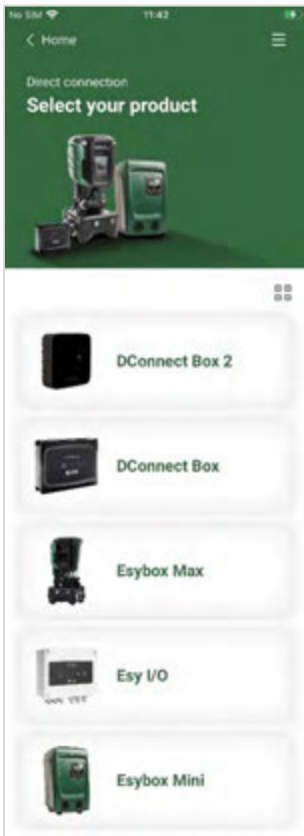 No SIM 11:42
Home
Direct connection
Select your product
DConnect Box 2
DConnect Box
Esybox Max
Esy I/O
Esybox Mini